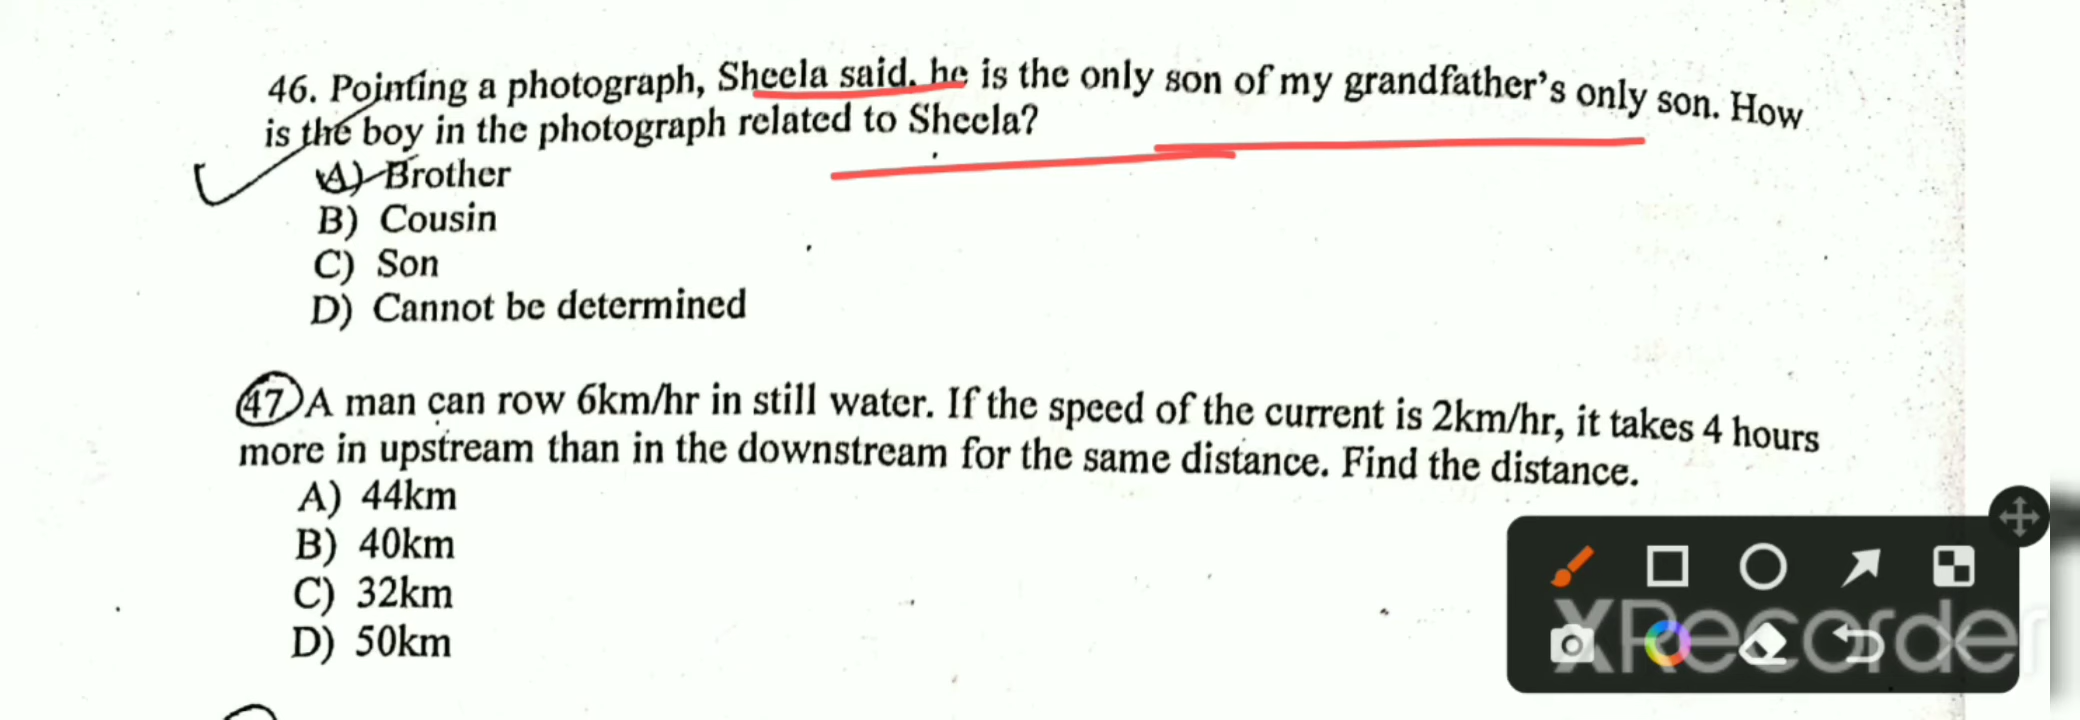 46. Pointing a photograph, Sheela said, he is the only son of my grandfather's only son. How
is the boy in the photograph related to Sheela?
A) Brother
B) Cousin
C) Son
D) Cannot be determined
47 A man can row 6km/hr in still water. If the speed of the current is 2km/hr, it takes 4 hours
more in upstream than in the downstream for the same distance. Find the distance.
A) 44km
B) 40km
C) 32km
D) 50km
XRecorder